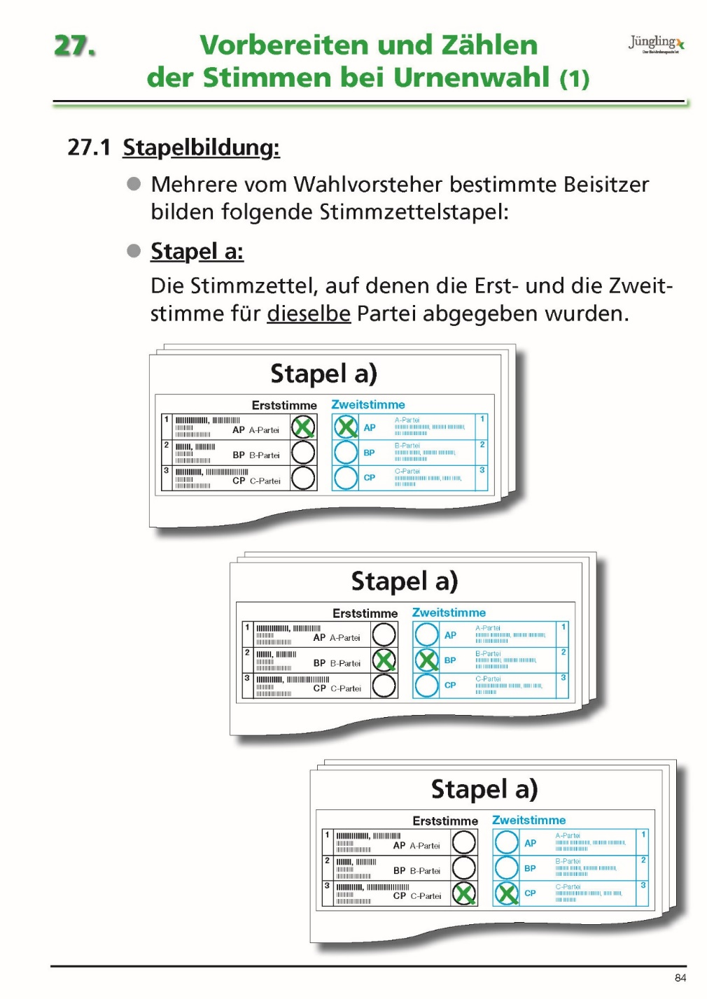 27. Vorbereiten und Zählen
der Stimmen bei Urnenwahl (1)
Jüngling
27.1 Stapelbildung:
Mehrere vom Wahlvorsteher bestimmte Beisitzer
bilden folgende Stimmzettelstapel:
Stapel a:
Die Stimmzettel, auf denen die Erst- und die Zweit-
stimme für dieselbe Partei abgegeben wurden.
Stapel a)
Erststimme Zweitstimme
1 AP A-Partei AP A-Partei 1
2 BP B-Partei BP B-Partei 2
3 CP C-Partei CP C-Partei 3
Stapel a)
Erststimme Zweitstimme
1 AP A-Partei AP A-Partei 1
2 BP B-Partei BP B-Partei 2
3 CP C-Partei CP C-Partei 3
Stapel a)
Erststimme Zweitstimme
1 AP A-Partei AP A-Partei 1
2 BP B-Partei BP B-Partei 2
3 CP C-Partei CP C-Partei 3
84